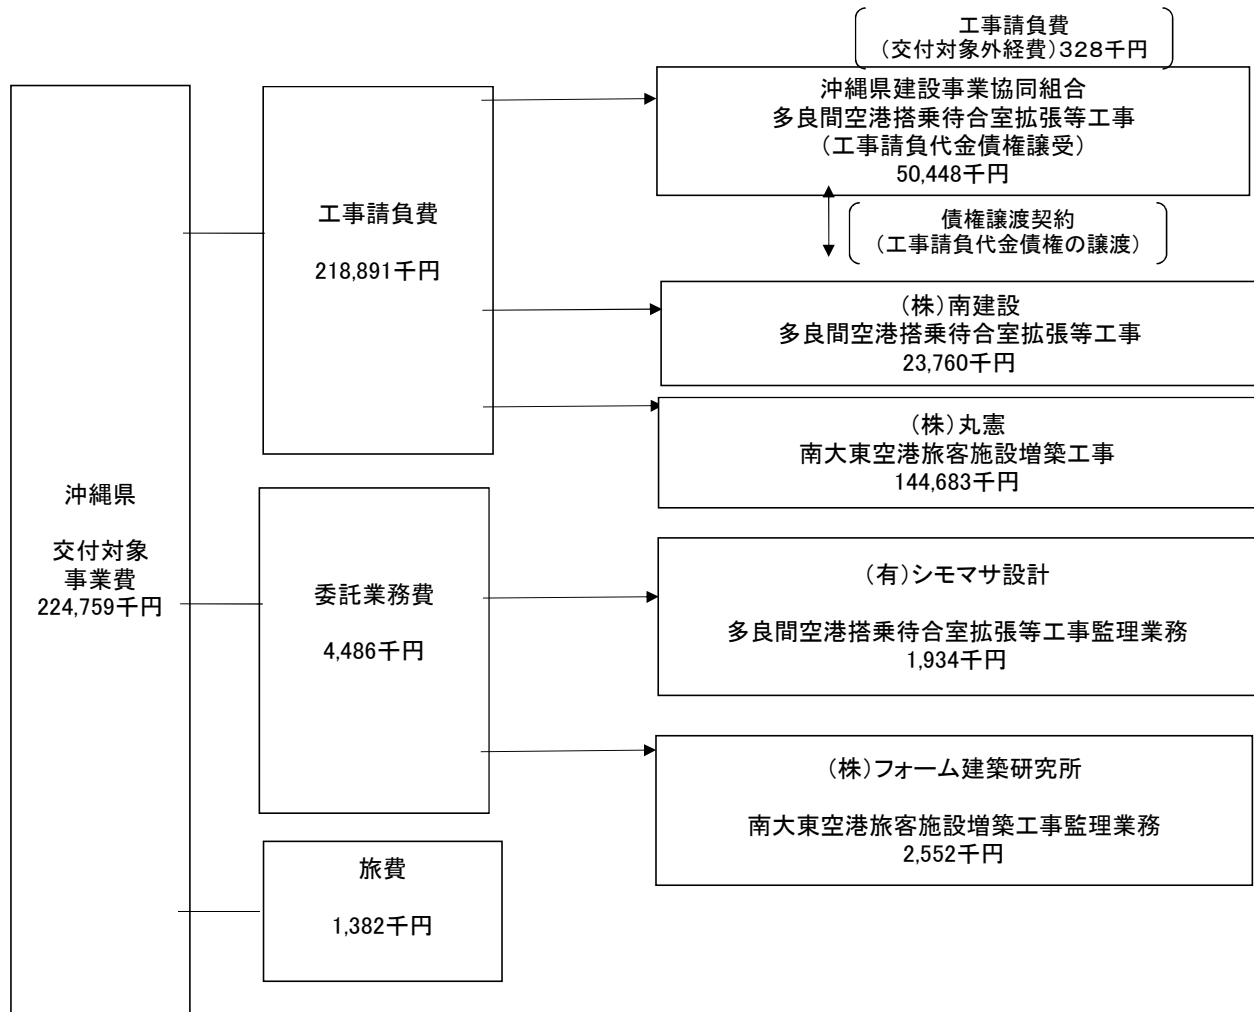 沖縄県
交付対象
事業費
224,759千円
工事請負費
218,891千円
工事請負費
(交付対象外経費)328千円
沖縄県建設事業協同組合
多良間空港搭乗待合室拡張等工事
(工事請負代金債権譲受)
50,448千円
債権譲渡契約
(工事請負代金債権の譲渡)
(株)南建設
多良間空港搭乗待合室拡張等工事
23,760千円
(株)丸憲
南大東空港旅客施設増築工事
144,683千円
委託業務費
4,486千円
(有)シモマサ設計
多良間空港搭乗待合室拡張等工事監理業務
1,934千円
(株)フォーム建築研究所
南大東空港旅客施設増築工事監理業務
2,552千円
旅費
1,382千円